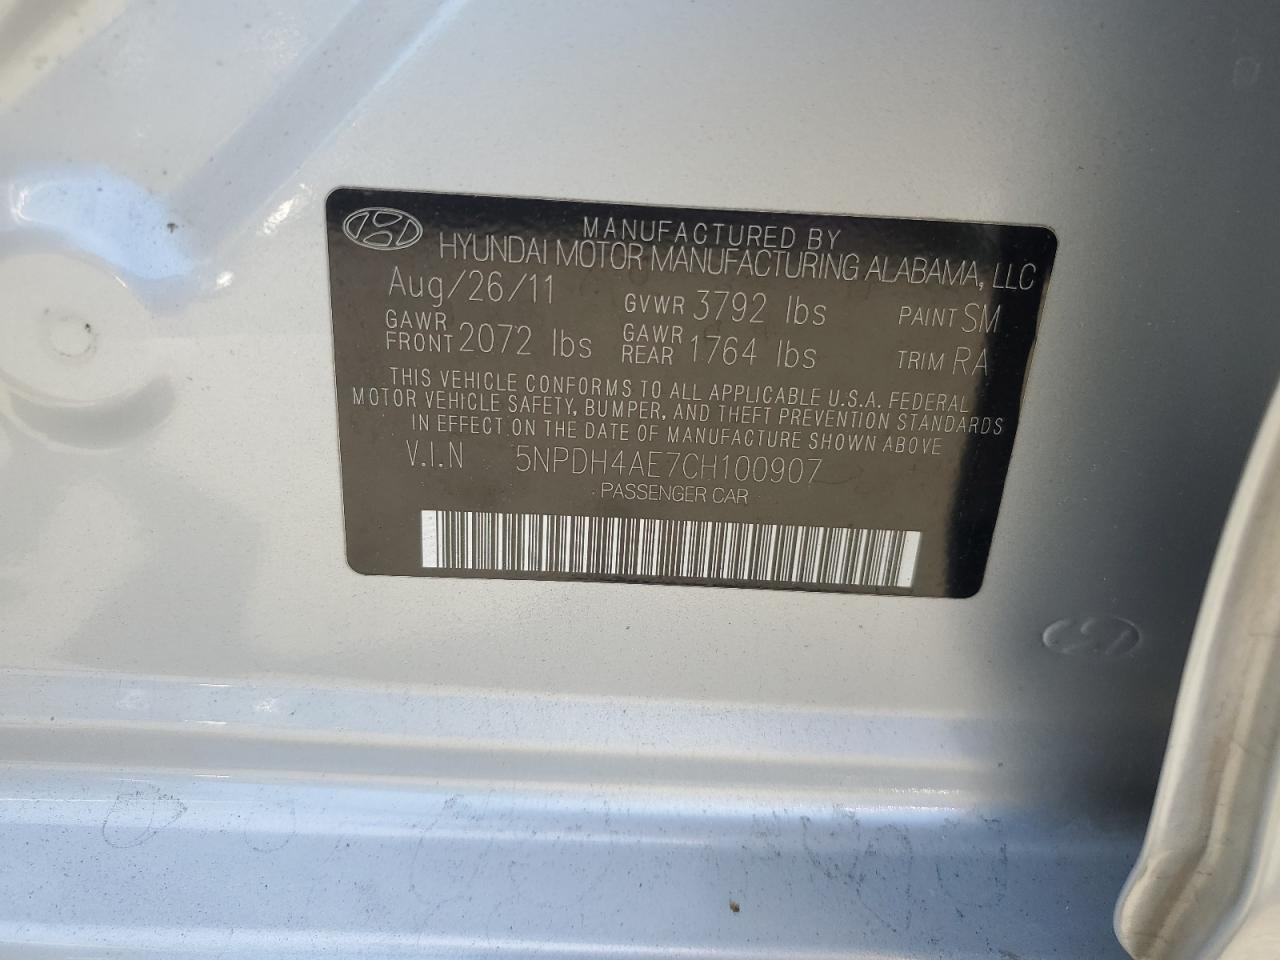 MANUFACTURED BY
HYUNDAI MOTOR MANUFACTURING ALABAMA, LLC
Aug/26/11 GVWR 3792 lbs PAINT SM
GAWR FRONT 2072 lbs GAWR REAR 1764 lbs TRIM RA
THIS VEHICLE CONFORMS TO ALL APPLICABLE U.S.A. FEDERAL
MOTOR VEHICLE SAFETY, BUMPER, AND THEFT PREVENTION STANDARDS
IN EFFECT ON THE DATE OF MANUFACTURE SHOWN ABOVE
V.I.N 5NPDH4AE7CH100907
PASSENGER CAR